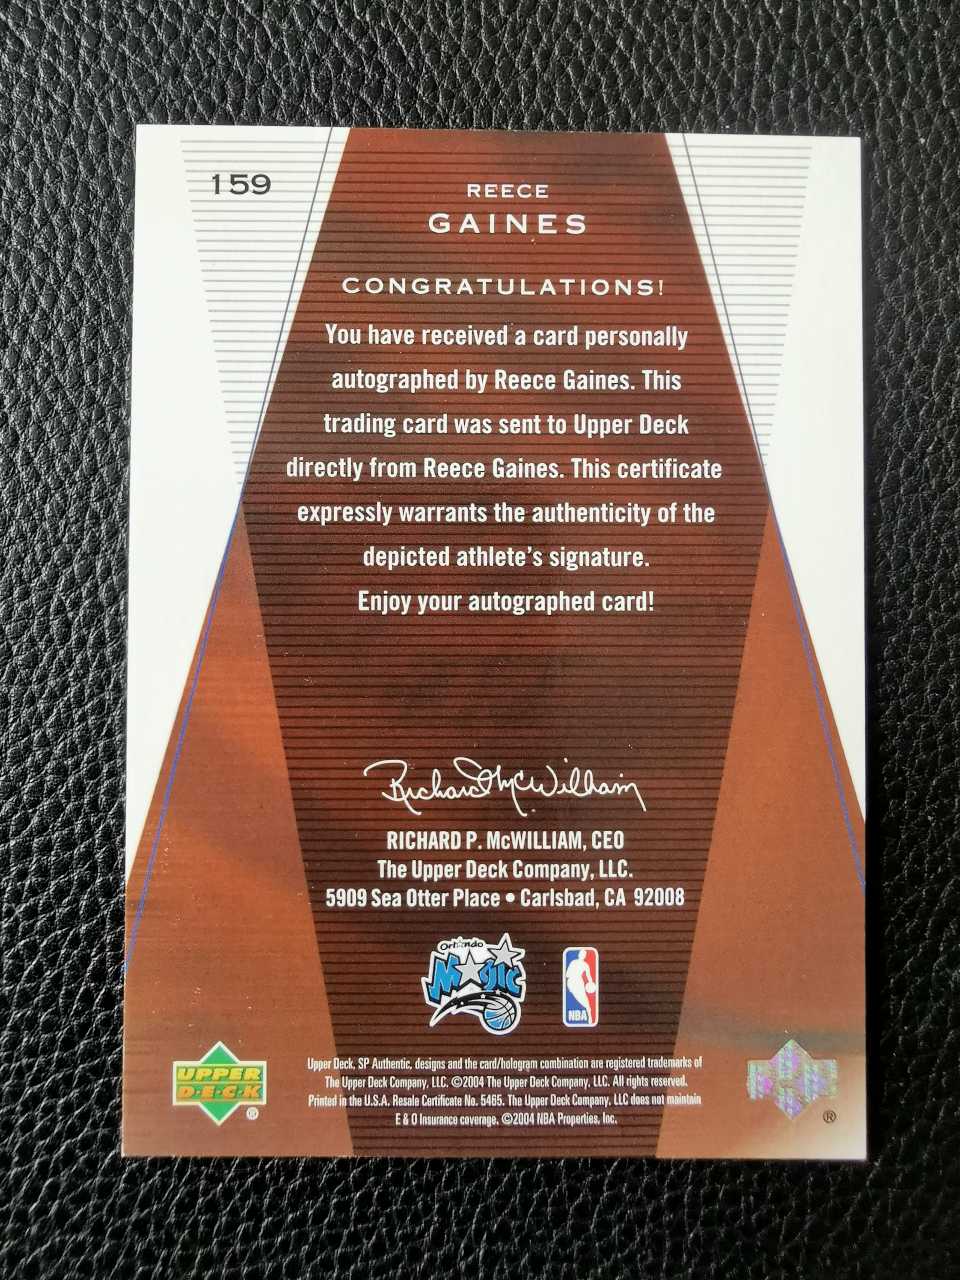 159
REECE
GAINES
CONGRATULATIONS!
You have received a card personally
autographed by Reece Gaines. This
trading card was sent to Upper Deck
directly from Reece Gaines. This certificate
expressly warrants the authenticity of the
depicted athlete's signature.
Enjoy your autographed card!
Richard McWilliam
RICHARD P. McWILLIAM, CEO
The Upper Deck Company, LLC.
5909 Sea Otter Place • Carlsbad, CA 92008
Orlando
MAGIC
NBA
UPPER
D·E·C·K
®
Upper Deck, SP Authentic, designs and the card/hologram combination are registered trademarks of
The Upper Deck Company, LLC. ©2004 The Upper Deck Company, LLC. All rights reserved.
Printed in the U.S.A. Resale Certificate No. 5465. The Upper Deck Company, LLC does not maintain
E & O Insurance coverage. ©2004 NBA Properties, Inc.
®